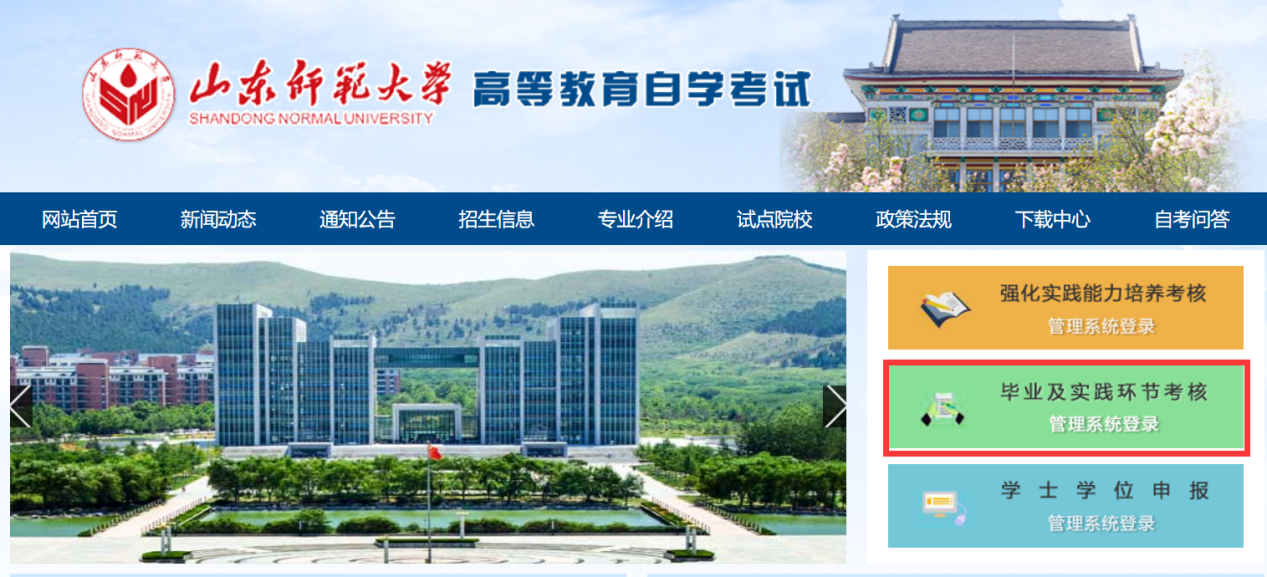 山东师范大学
SHANDONG NORMAL UNIVERSITY
高等教育自学考试
网站首页
新闻动态
通知公告
招生信息
专业介绍
试点院校
政策法规
下载中心
自考问答
强化实践能力培养考核
管理系统登录
毕业及实践环节考核
管理系统登录
学士学位申报
管理系统登录